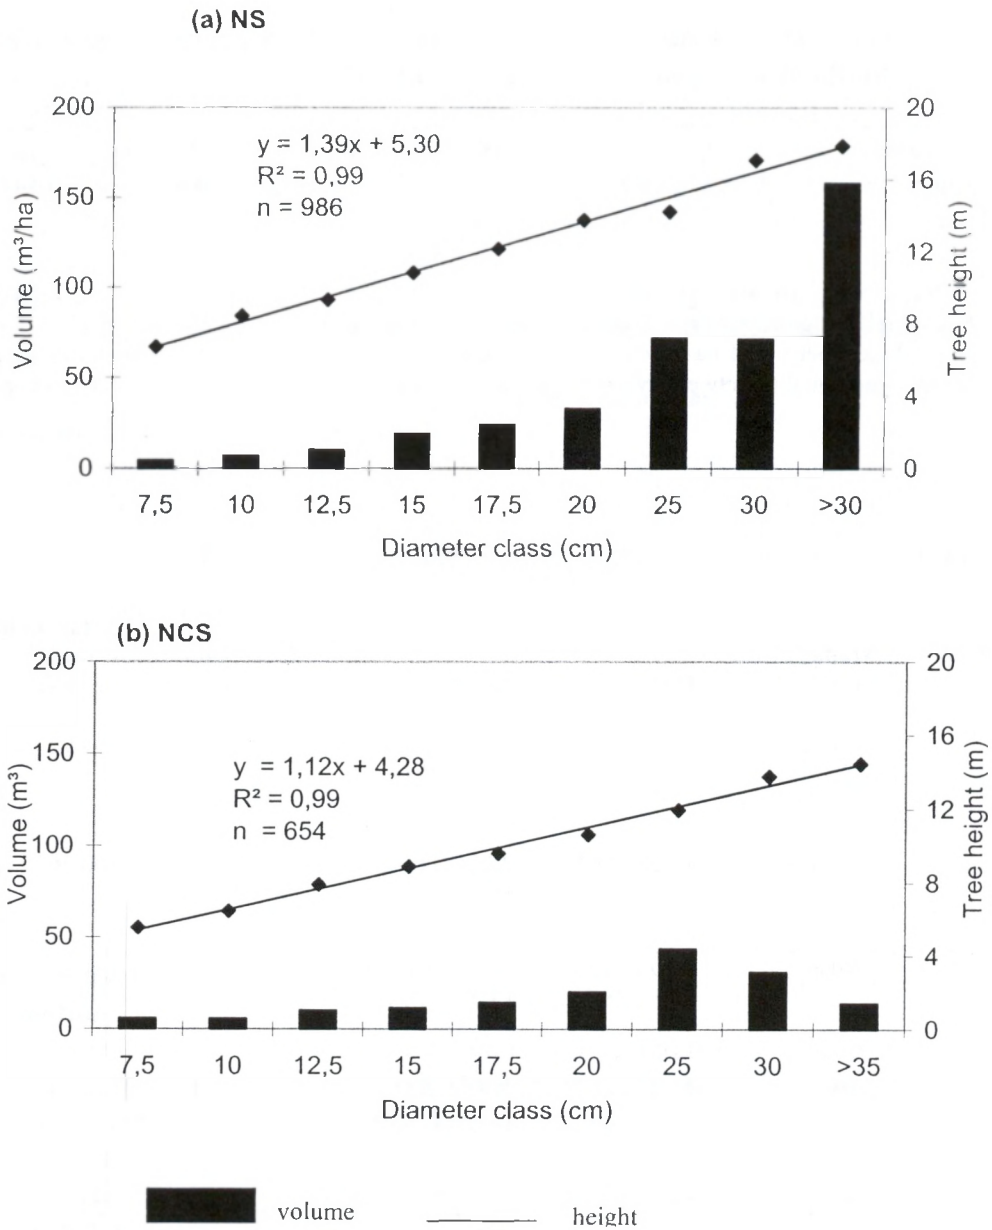 (a) NS
200
150
100
50
0
Volume (m³/ha)
y = 1,39x + 5,30
R² = 0,99
n = 986
20
16
12
8
4
0
Tree height (m)
7,5 10 12,5 15 17,5 20 25 30 >30
Diameter class (cm)
(b) NCS
200
150
100
50
0
Volume (m³)
y = 1,12x + 4,28
R² = 0,99
n = 654
20
16
12
8
4
0
Tree height (m)
7,5 10 12,5 15 17,5 20 25 30 >35
Diameter class (cm)
volume height